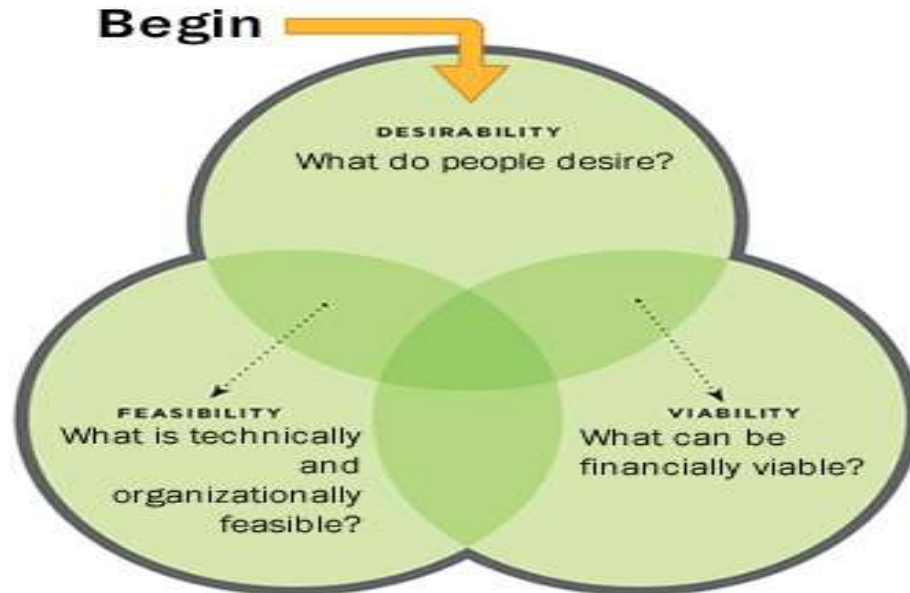 Begin
DESIRABILITY
What do people desire?
FEASIBILITY
What is technically
and
organizationally
feasible?
VIABILITY
What can be
financially viable?